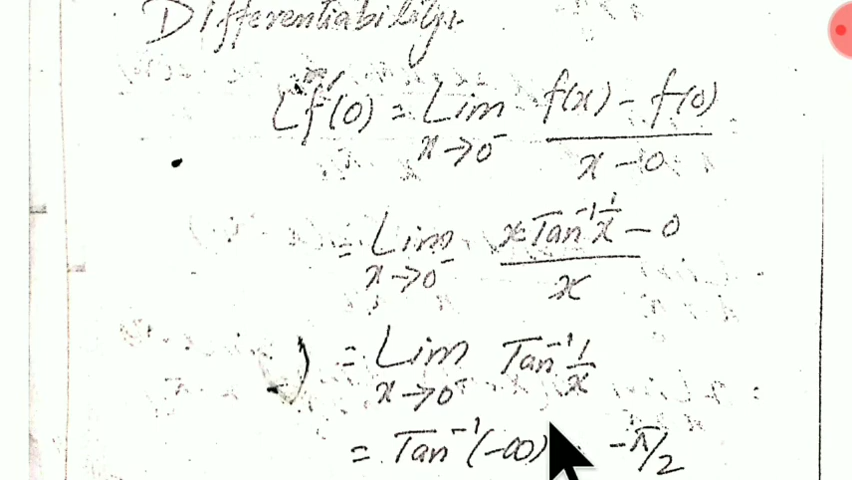 Differentiability:
Lf'(0) = Lim x→0⁻ (f(x) - f(0))/(x - 0)
= Lim x→0⁻ (x Tan⁻¹ 1/x - 0)/x
= Lim x→0⁻ Tan⁻¹ 1/x
= Tan⁻¹(-∞) -π/2